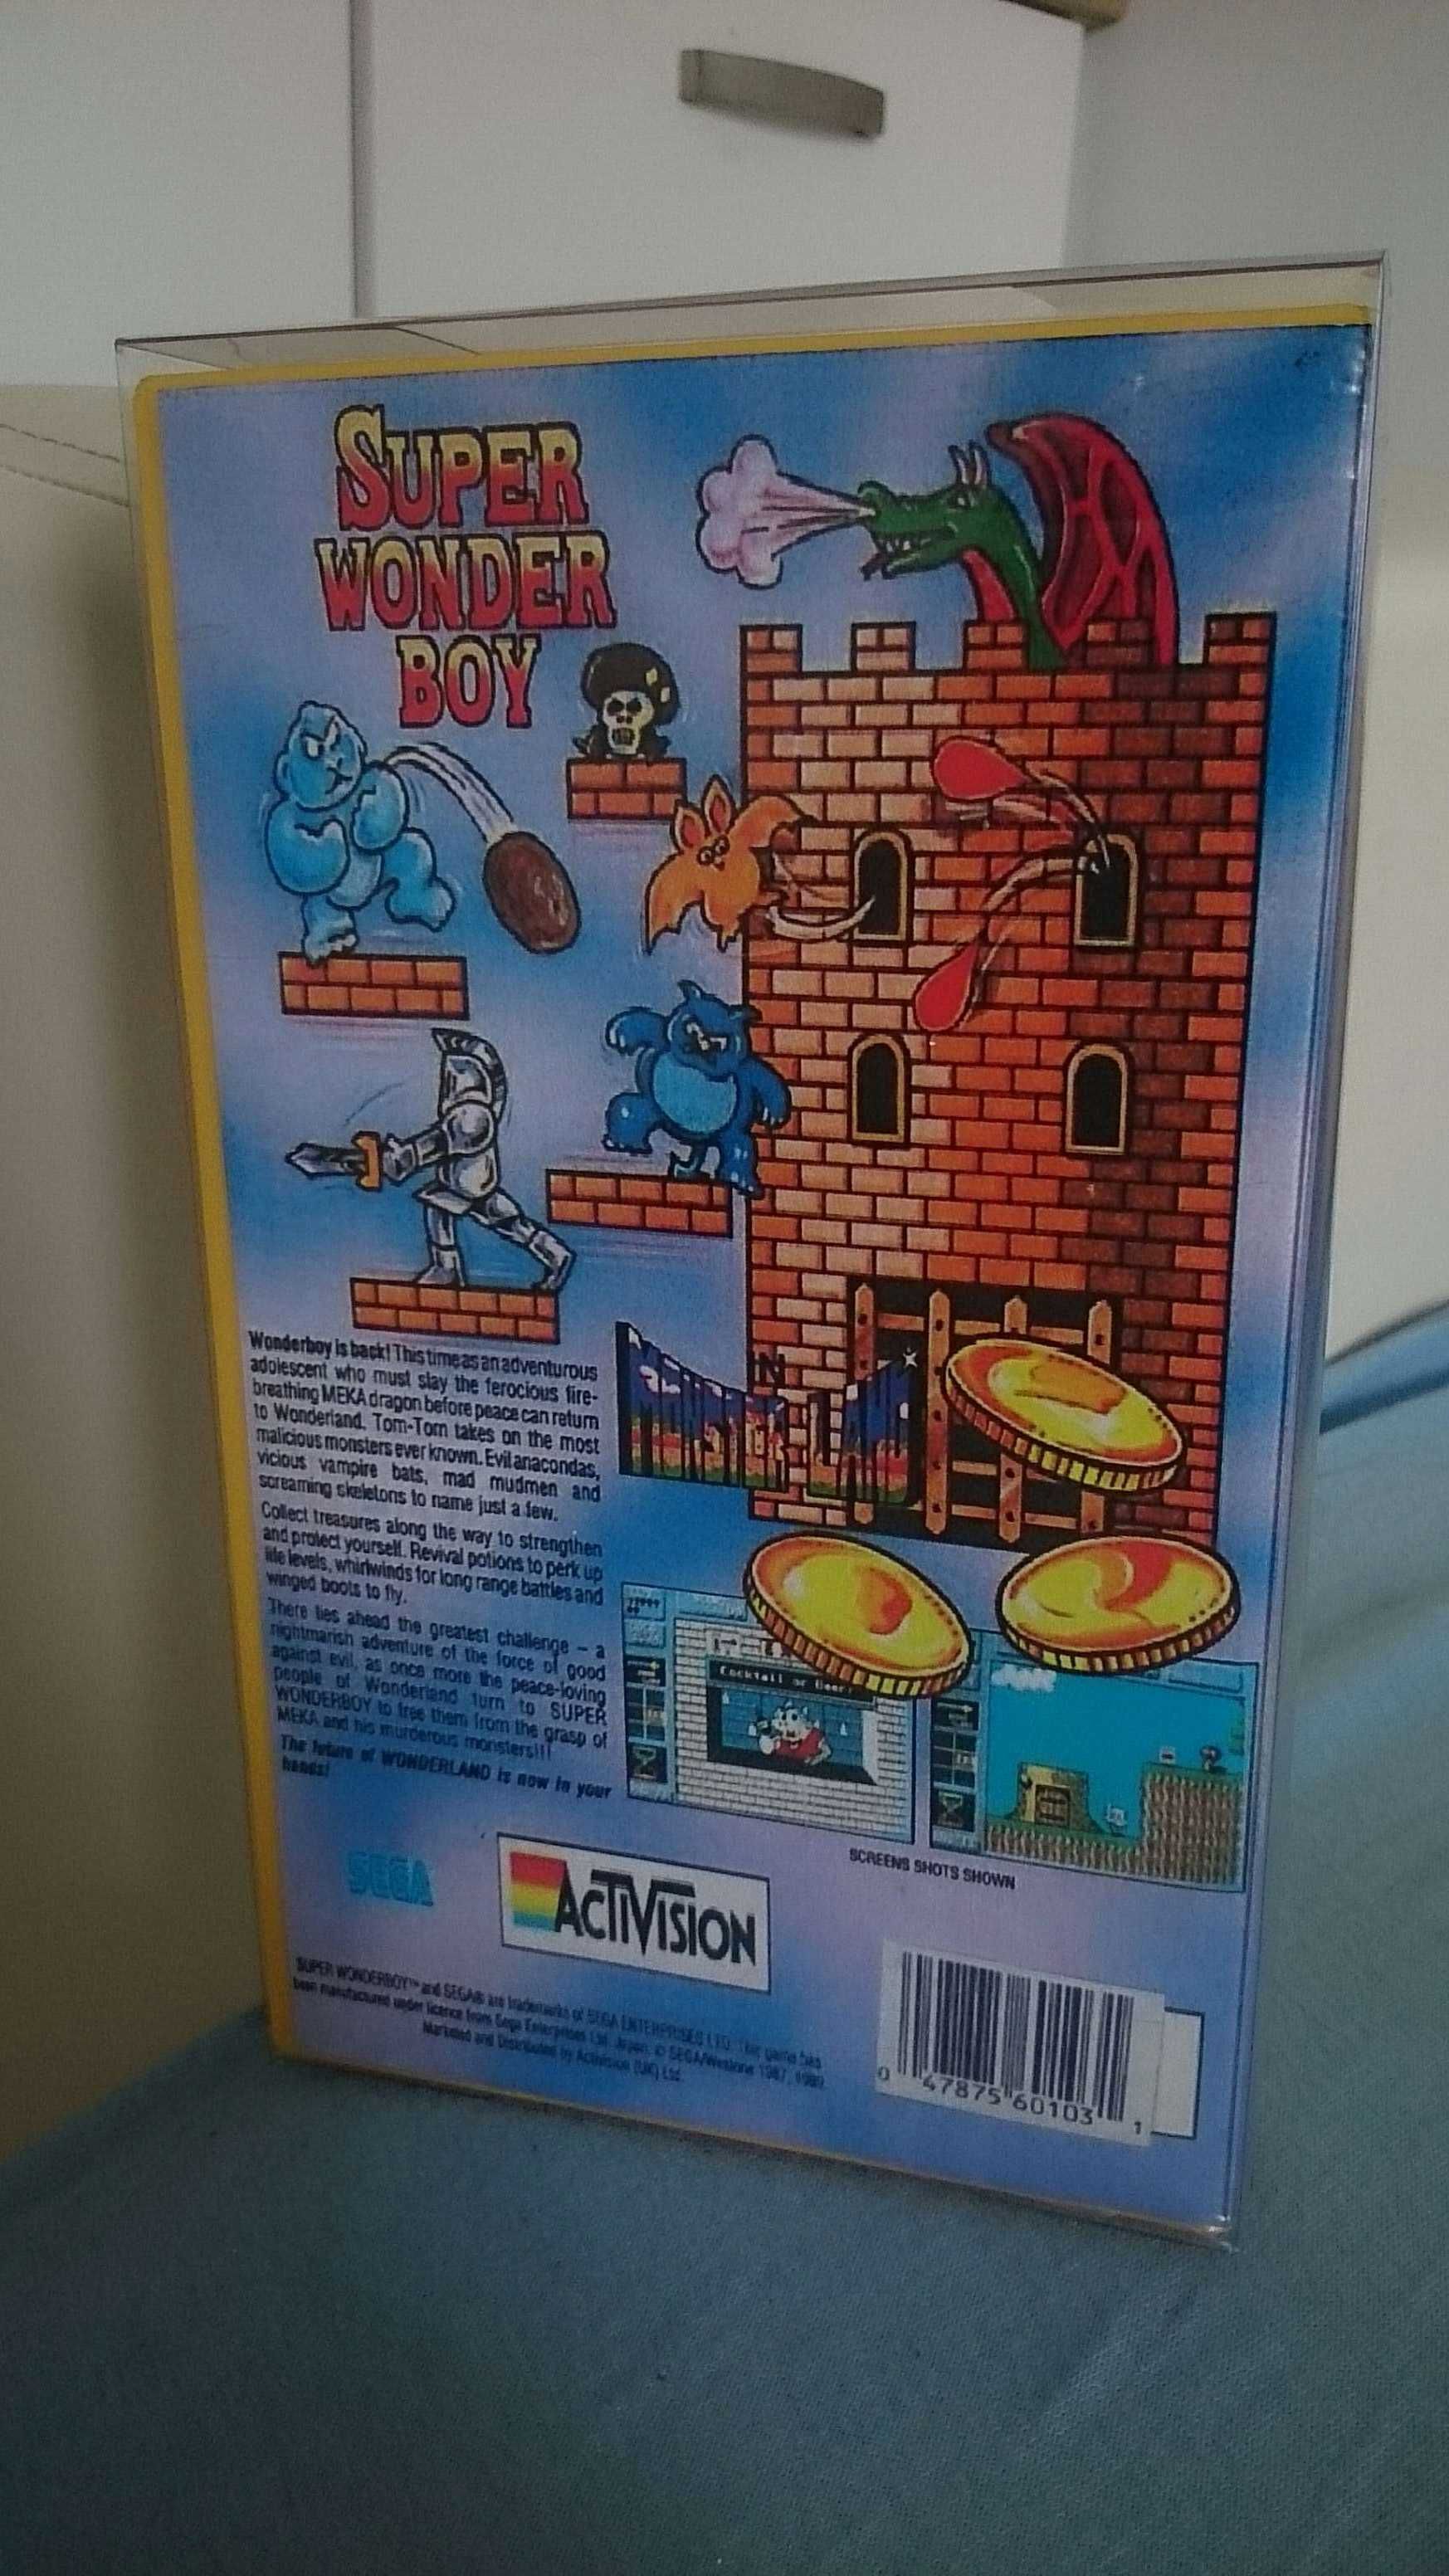 SUPER
WONDER
BOY
Wonderboy is back! This time as an adventurous
adolescent who must slay the ferocious fire-
breathing MEKA dragon before peace can return
to Wonderland. Tom-Tom takes on the most
malicious monsters ever known. Evil anacondas,
vicious vampire bats, mad mudmen and
screaming skeletons to name just a few.
Collect treasures along the way to strengthen
and protect yourself. Revival potions to perk up
life levels, whirlwinds for long range battles and
winged boots to fly.
There lies ahead the greatest challenge – a
nightmarish adventure of the force of good
against evil, as once more the peace-loving
people of Wonderland turn to SUPER
WONDERBOY to free them from the grasp of
MEKA and his murderous monsters!!!
The future of WONDERLAND is now in your
hands!
IN
MONSTER LAND
Cocktail or Beer?
SCREENS SHOTS SHOWN
SEGA
ACTIVISION
SUPER WONDERBOY™ and SEGA® are trademarks of SEGA ENTERPRISES LTD. This game has
been manufactured under licence from Sega Enterprises Ltd. Japan. © SEGA/Westone 1987, 1989.
Marketed and Distributed by Activision (UK) Ltd.
0 47875 60103 1